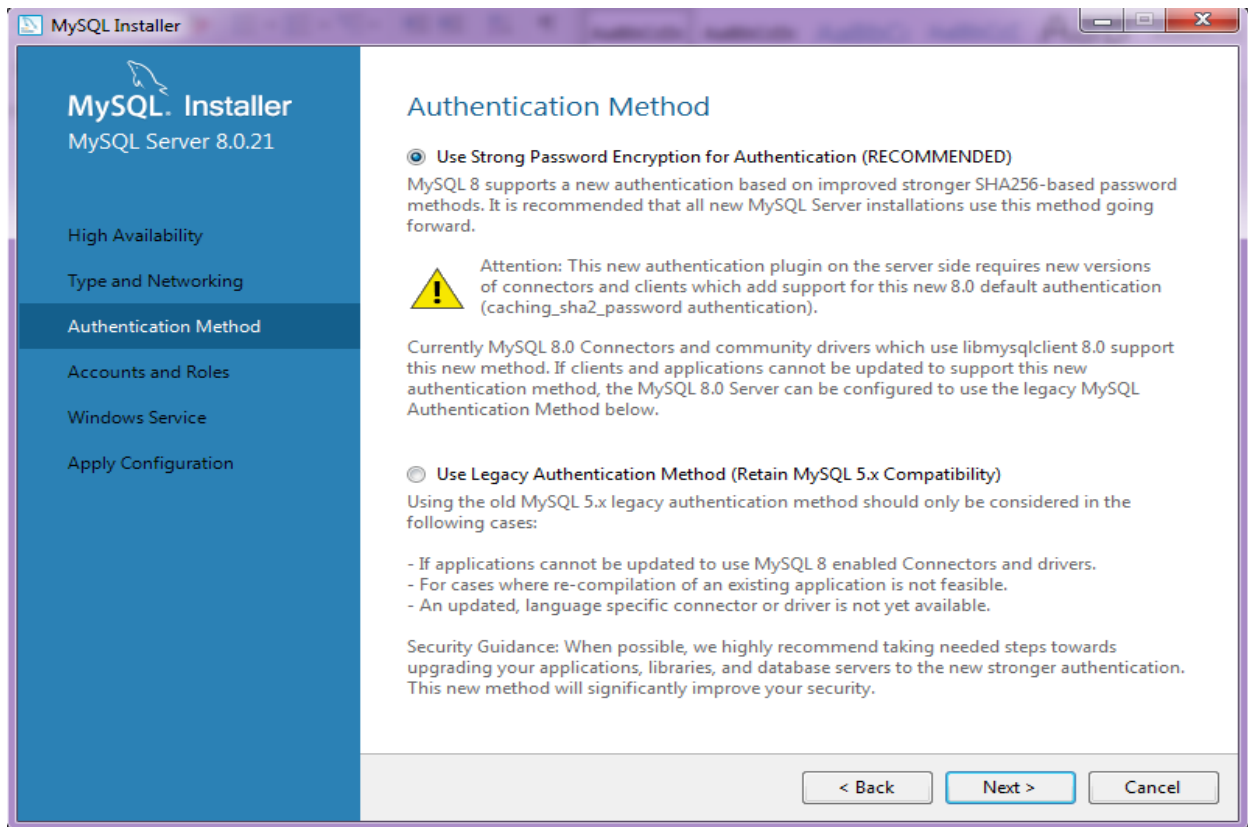 MySQL Installer
MySQL. Installer
MySQL Server 8.0.21
High Availability
Type and Networking
Authentication Method
Accounts and Roles
Windows Service
Apply Configuration
Authentication Method
Use Strong Password Encryption for Authentication (RECOMMENDED)
MySQL 8 supports a new authentication based on improved stronger SHA256-based password
methods. It is recommended that all new MySQL Server installations use this method going
forward.
Attention: This new authentication plugin on the server side requires new versions
of connectors and clients which add support for this new 8.0 default authentication
(caching_sha2_password authentication).
Currently MySQL 8.0 Connectors and community drivers which use libmysqlclient 8.0 support
this new method. If clients and applications cannot be updated to support this new
authentication method, the MySQL 8.0 Server can be configured to use the legacy MySQL
Authentication Method below.
Use Legacy Authentication Method (Retain MySQL 5.x Compatibility)
Using the old MySQL 5.x legacy authentication method should only be considered in the
following cases:
- If applications cannot be updated to use MySQL 8 enabled Connectors and drivers.
- For cases where re-compilation of an existing application is not feasible.
- An updated, language specific connector or driver is not yet available.
Security Guidance: When possible, we highly recommend taking needed steps towards
upgrading your applications, libraries, and database servers to the new stronger authentication.
This new method will significantly improve your security.
< Back
Next >
Cancel